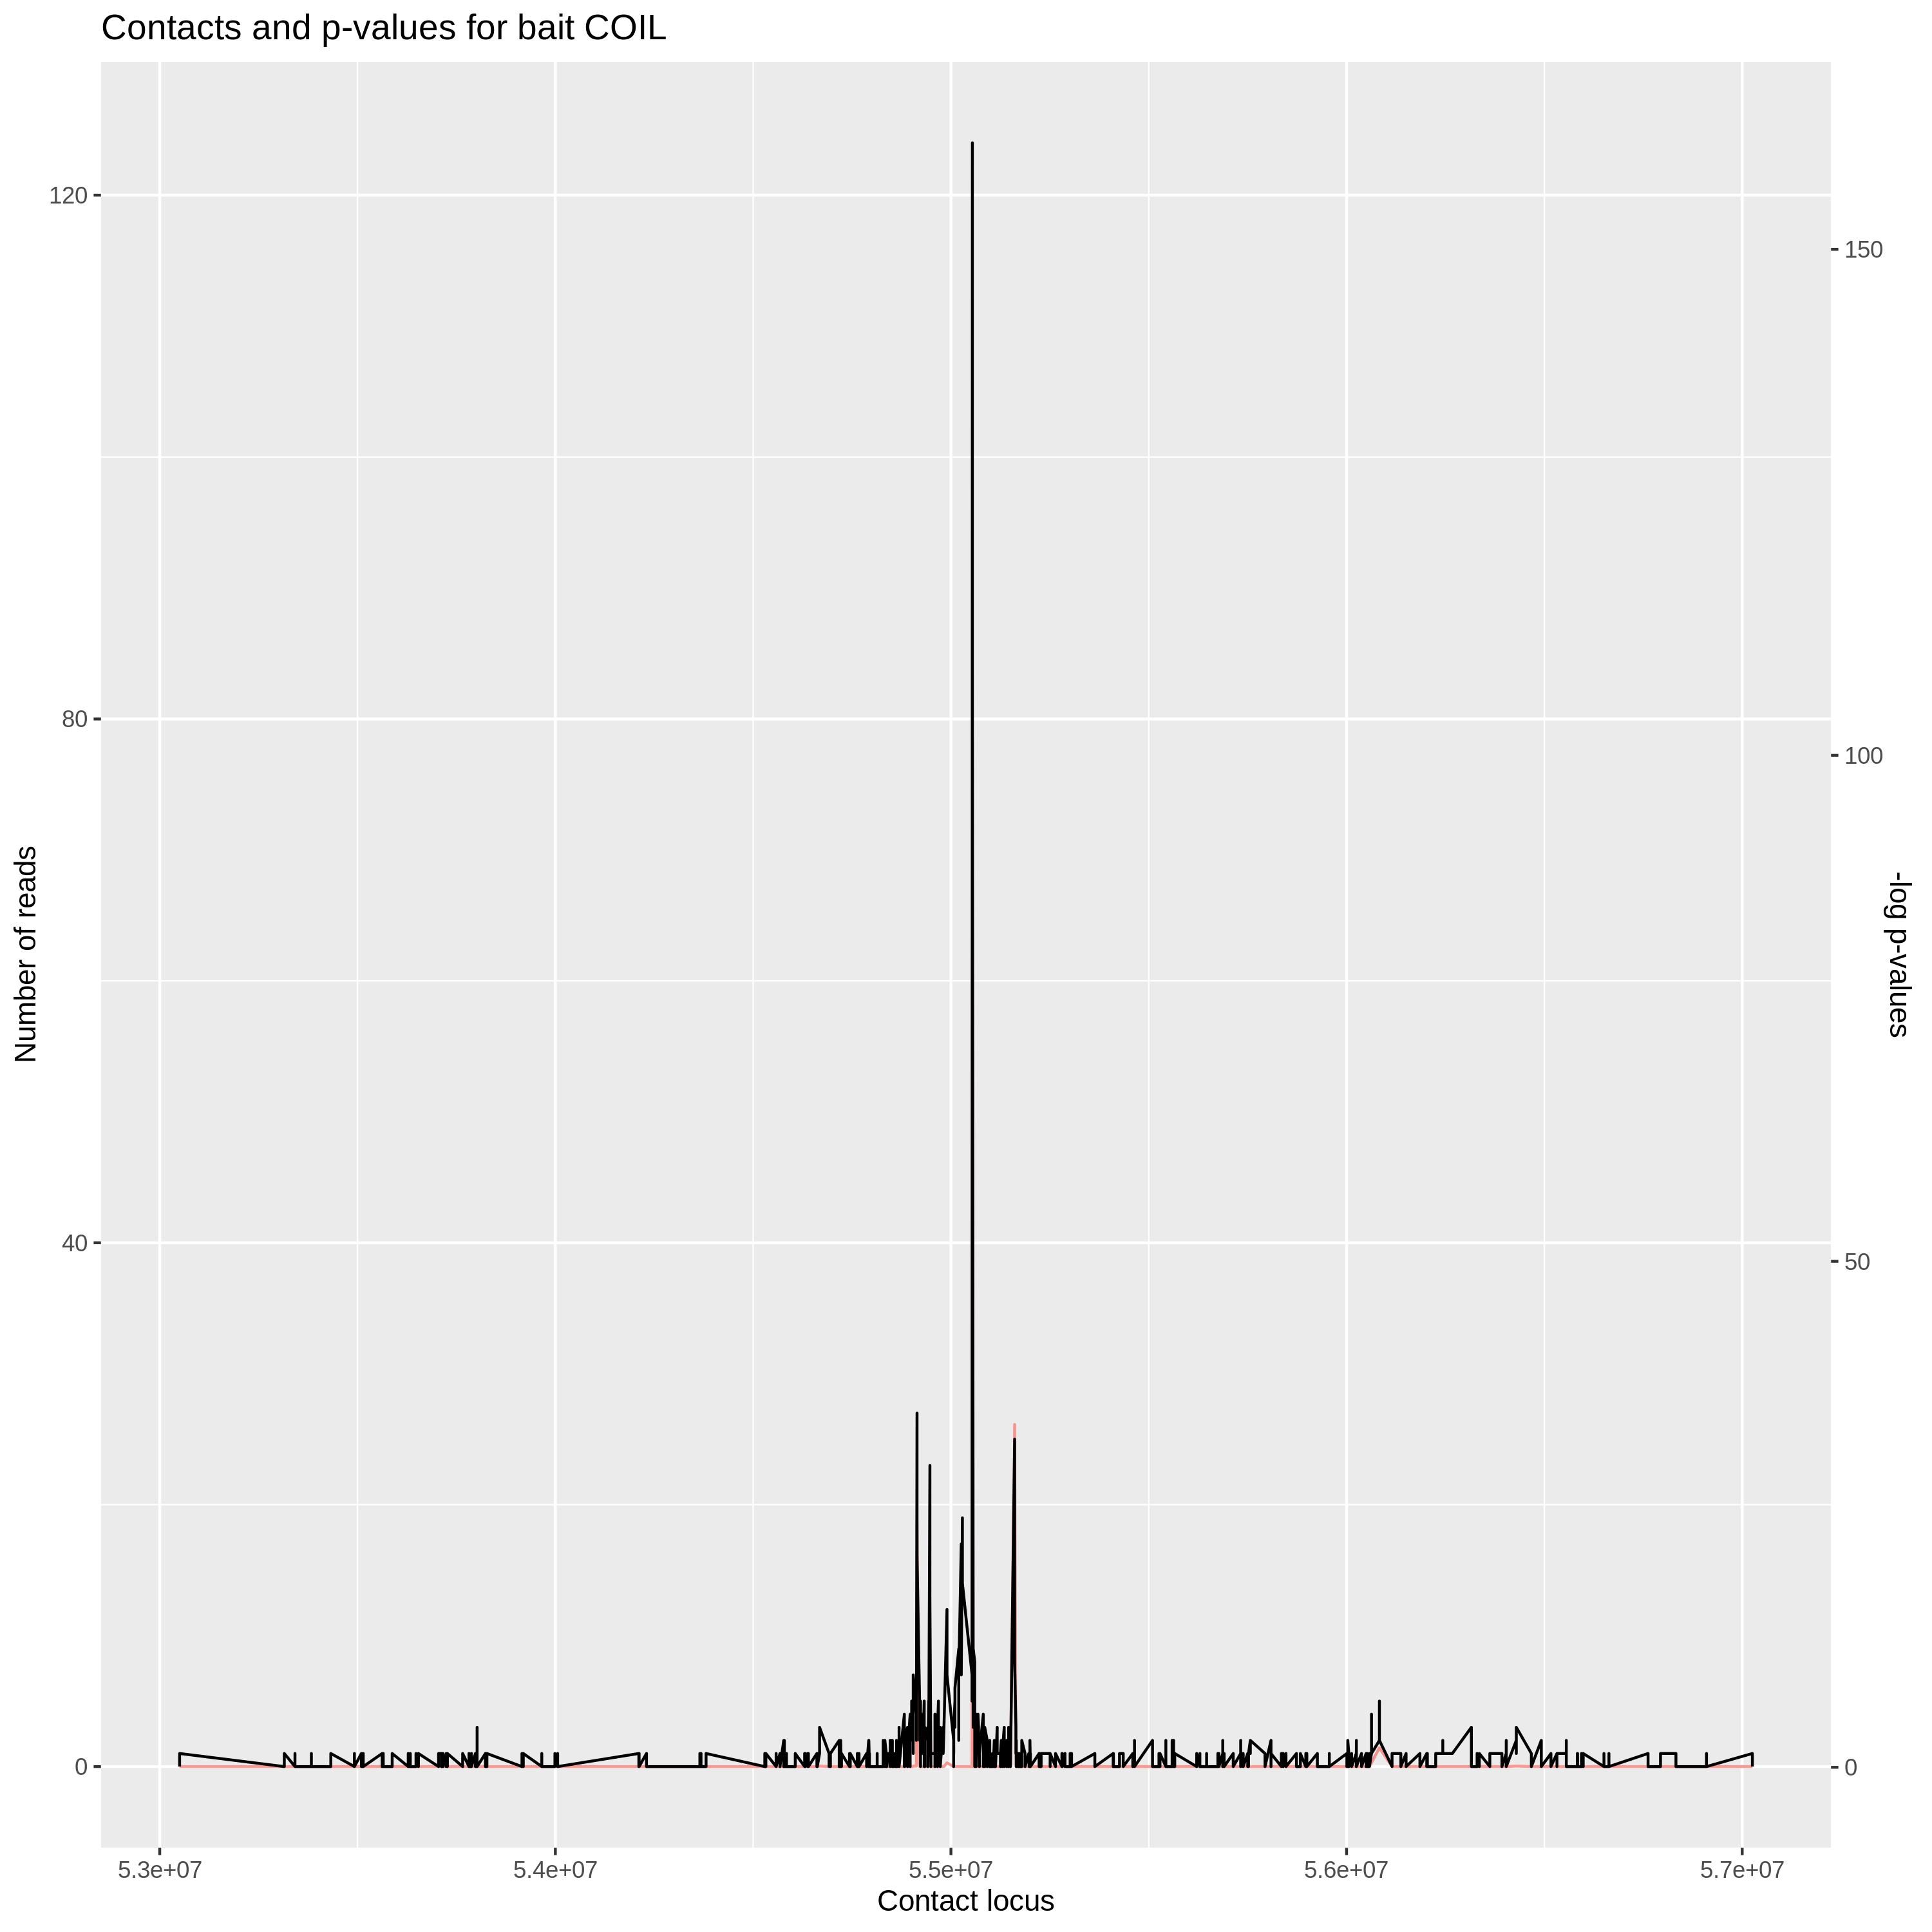 Contacts and p-values for bait COIL
120
80
40
0
Number of reads
150
100
50
0
-log p-values
5.3e+07
5.4e+07
5.5e+07
5.6e+07
5.7e+07
Contact locus